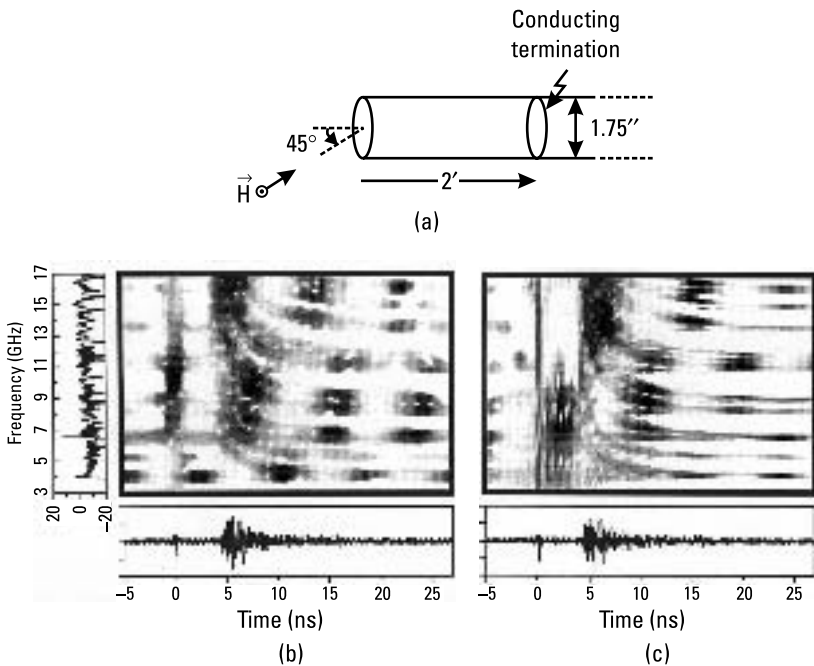 Conducting
termination
45°
1.75′′
H
2′
(a)
Frequency (GHz)
17
15
13
11
9
7
5
3
20
0
−20
−5 0 5 10 15 20 25
−5 0 5 10 15 20 25
Time (ns)
Time (ns)
(b)
(c)